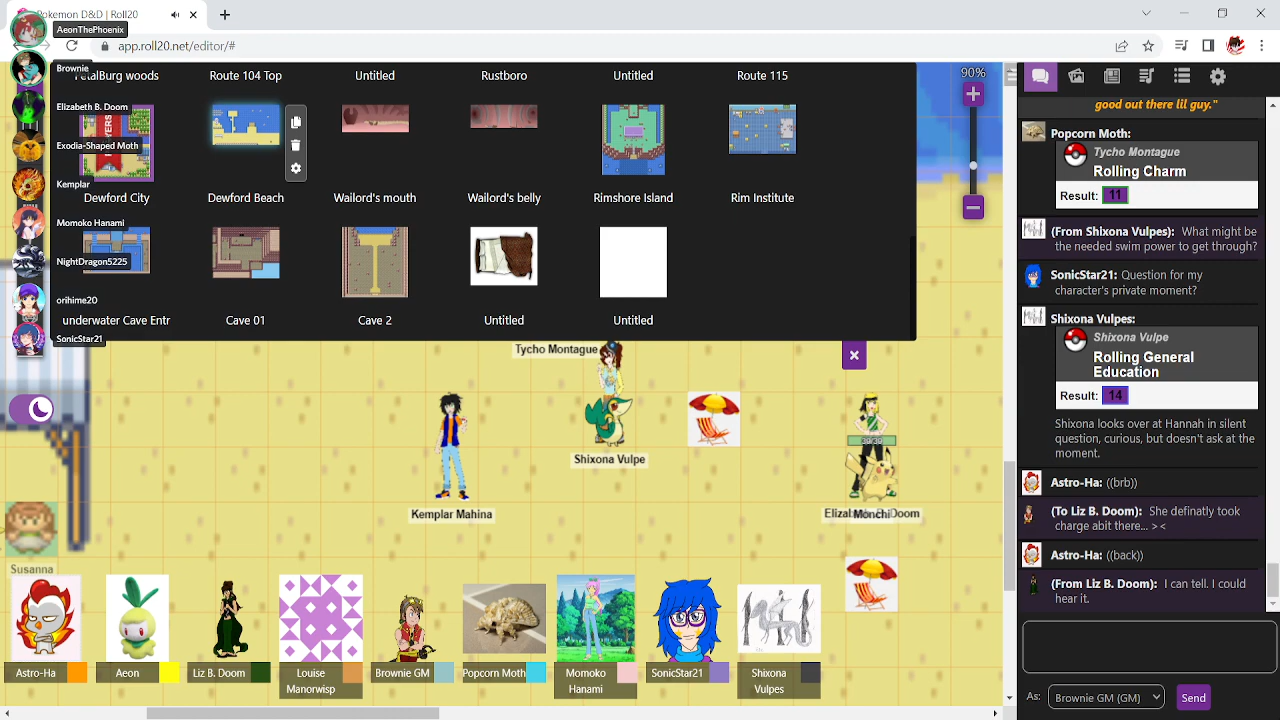 Pokemon D&D | Roll20
AeonThePhoenix
app.roll20.net/editor/#
Brownie
PetalBurg woods
Route 104 Top
Untitled
Rustboro
Untitled
Route 115
90%
Elizabeth B. Doom
Exodia-Shaped Moth
Kemplar
Dewford City
Dewford Beach
Wailord's mouth
Wailord's belly
Rimshore Island
Rim Institute
Momoko Hanami
NightDragon5225
orihime20
underwater Cave Entr
Cave 01
Cave 2
Untitled
Untitled
SonicStar21
Tycho Montague
Shixona Vulpe
Kemplar Mahina
Monchi
Susanna
Astro-Ha
Aeon
Liz B. Doom
Louise
Manorwisp
Brownie GM
Popcorn Moth
Momoko
Hanami
SonicStar21
Shixona
Vulpes
good out there lil guy."
Popcorn Moth:
Tycho Montague
Rolling Charm
Result: 11
(From Shixona Vulpes): What might be
the needed swim power to get through?
SonicStar21: Question for my
character's private moment?
Shixona Vulpes:
Shixona Vulpe
Rolling General
Education
Result: 14
Shixona looks over at Hannah in silent
question, curious, but doesn't ask at the
moment.
Astro-Ha: ((brb))
(To Liz B. Doom): She definatly took
charge abit there... > <
Astro-Ha: ((back))
(From Liz B. Doom): I can tell. I could
hear it.
As:
Brownie GM (GM)
Send